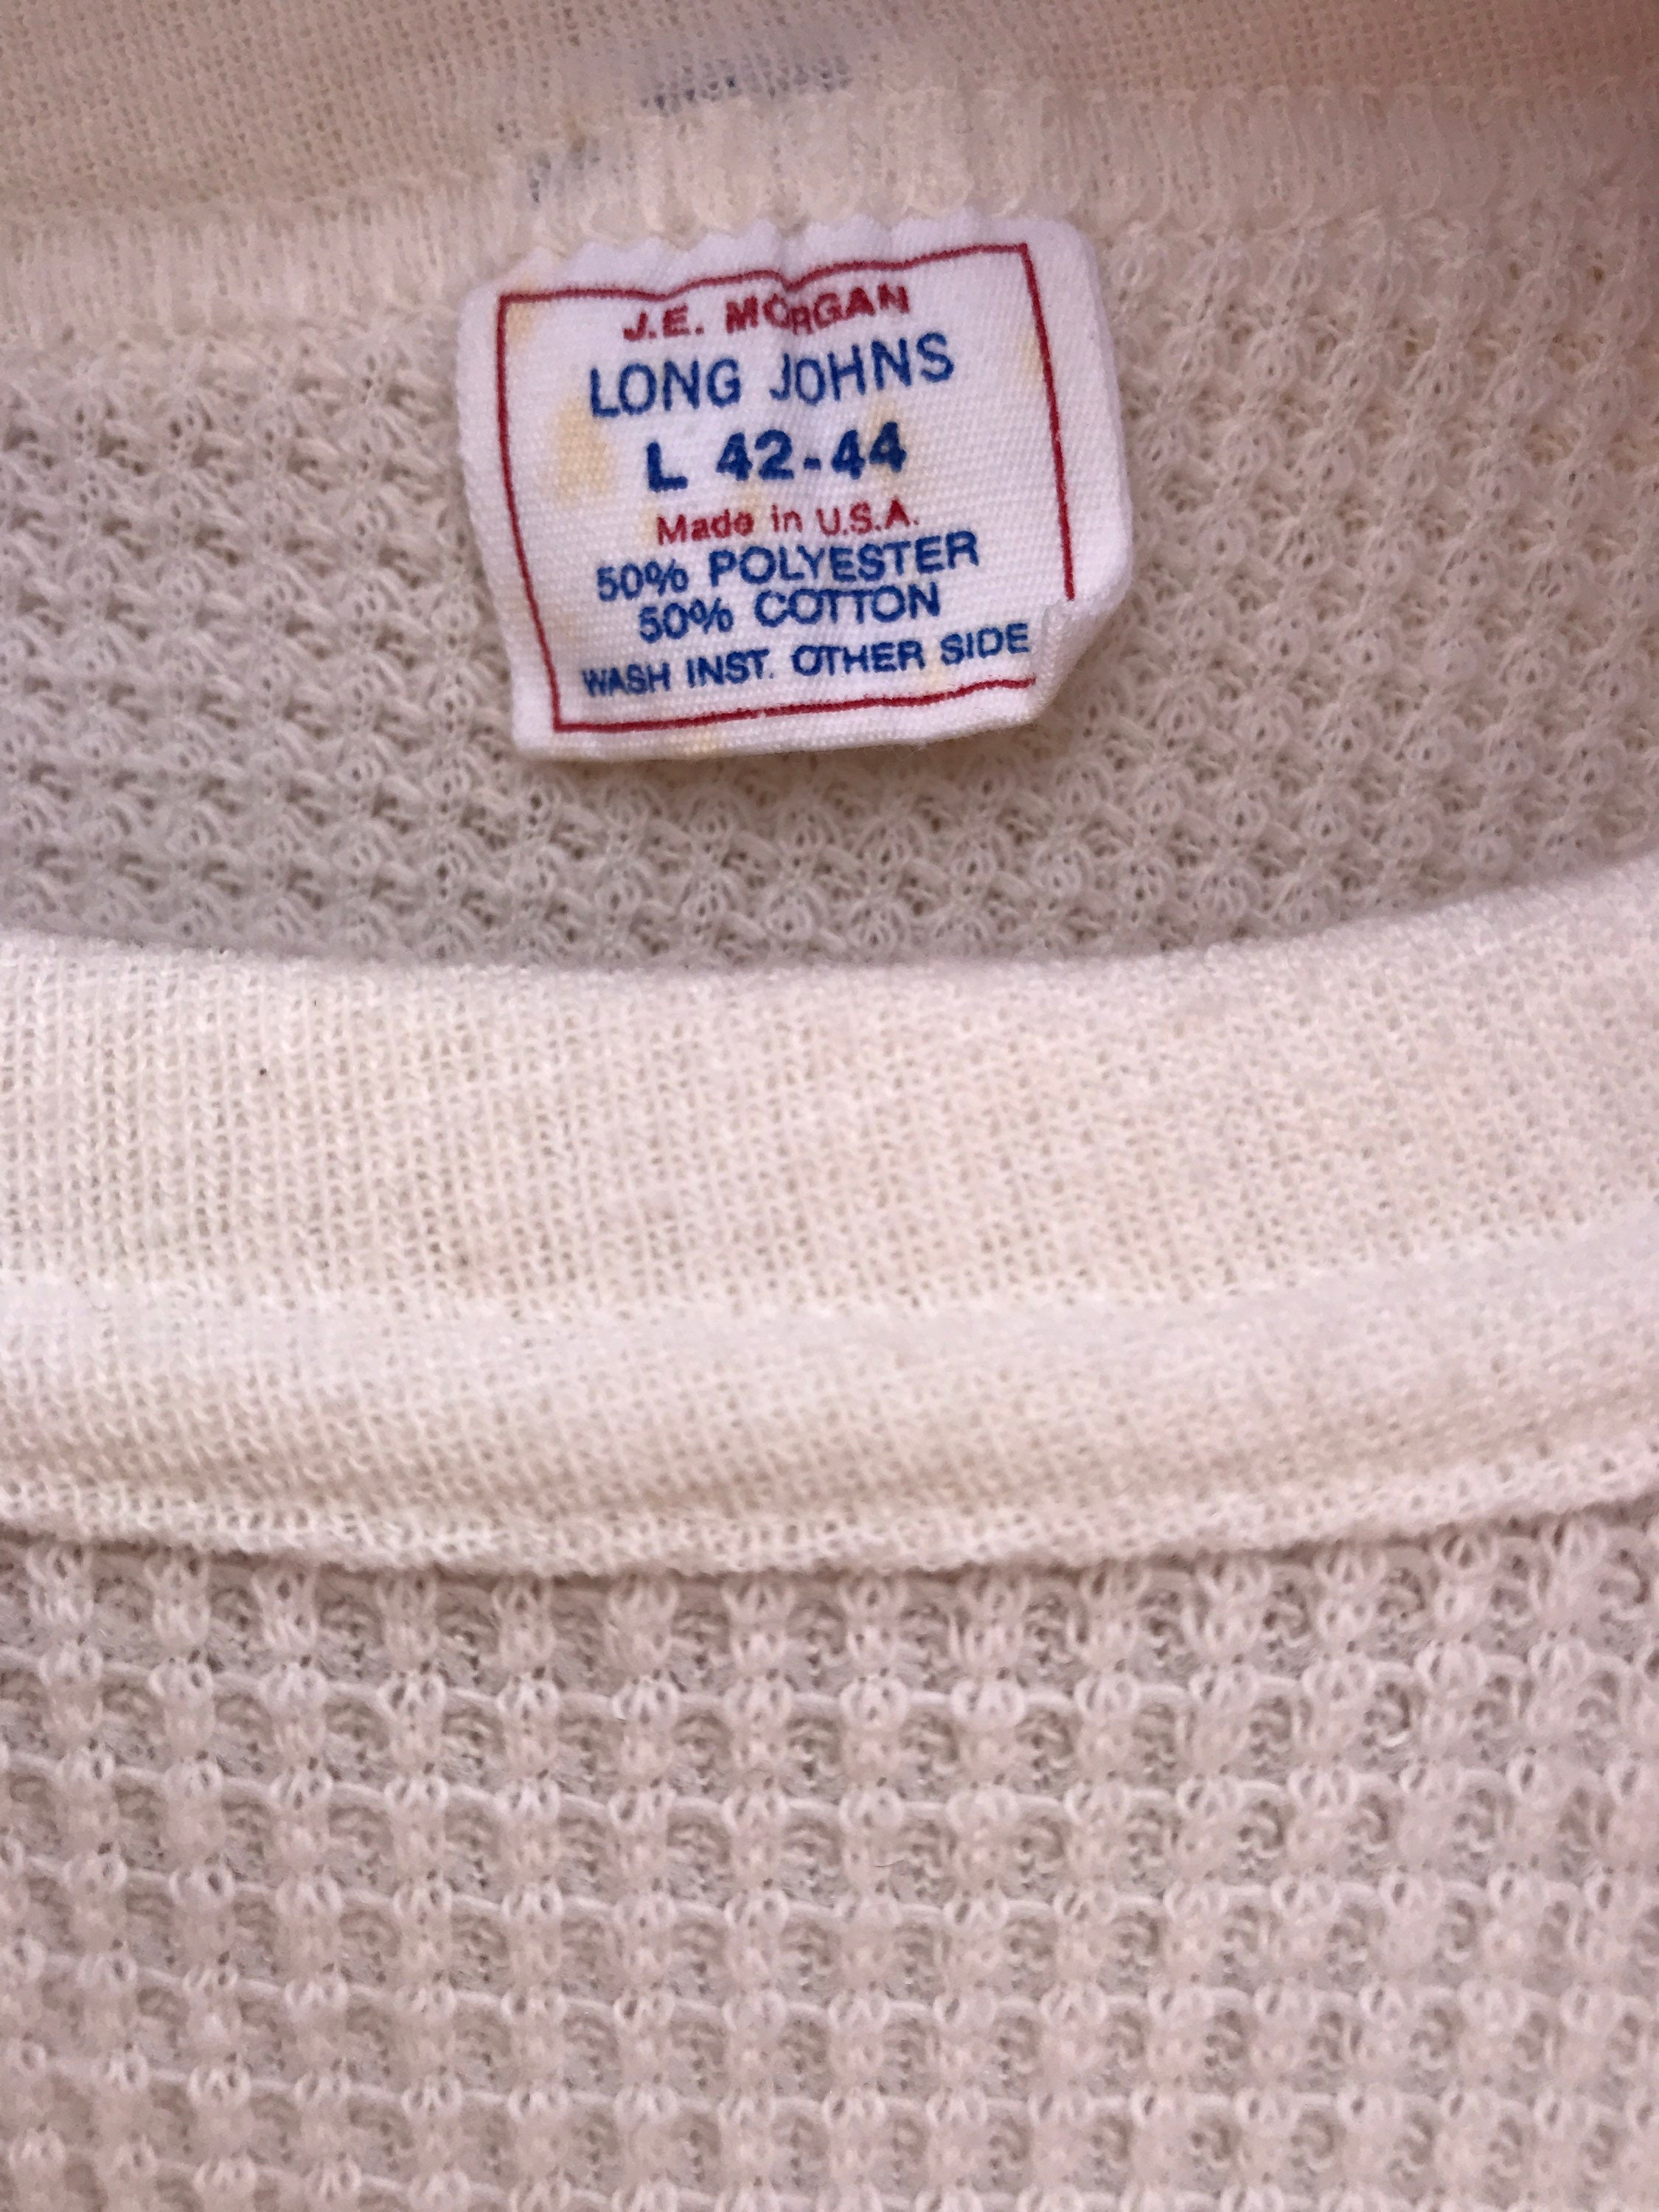 J.E. MORGAN
LONG JOHNS
L 42-44
Made in U.S.A.
50% POLYESTER
50% COTTON
WASH INST. OTHER SIDE